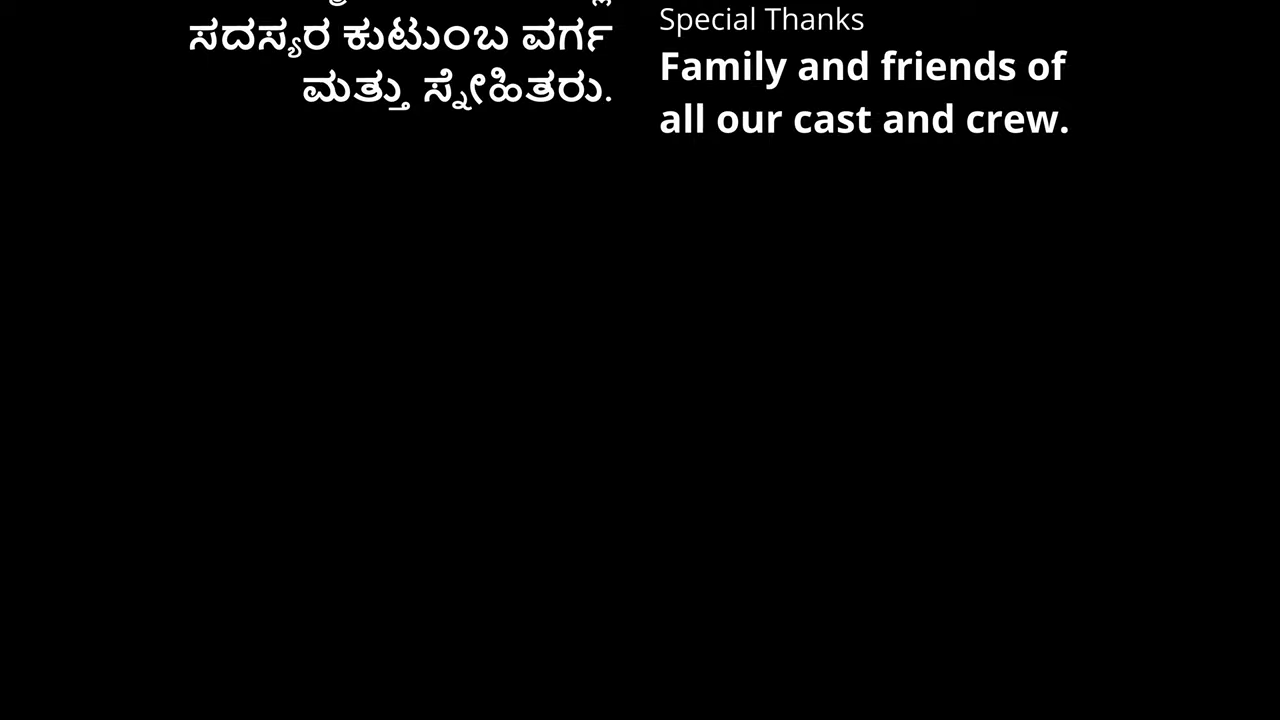 ಸದಸ್ಯರ ಕುಟುಂಬ ವರ್ಗ
ಮತ್ತು ಸ್ನೇಹಿತರು.
Special Thanks
Family and friends of
all our cast and crew.